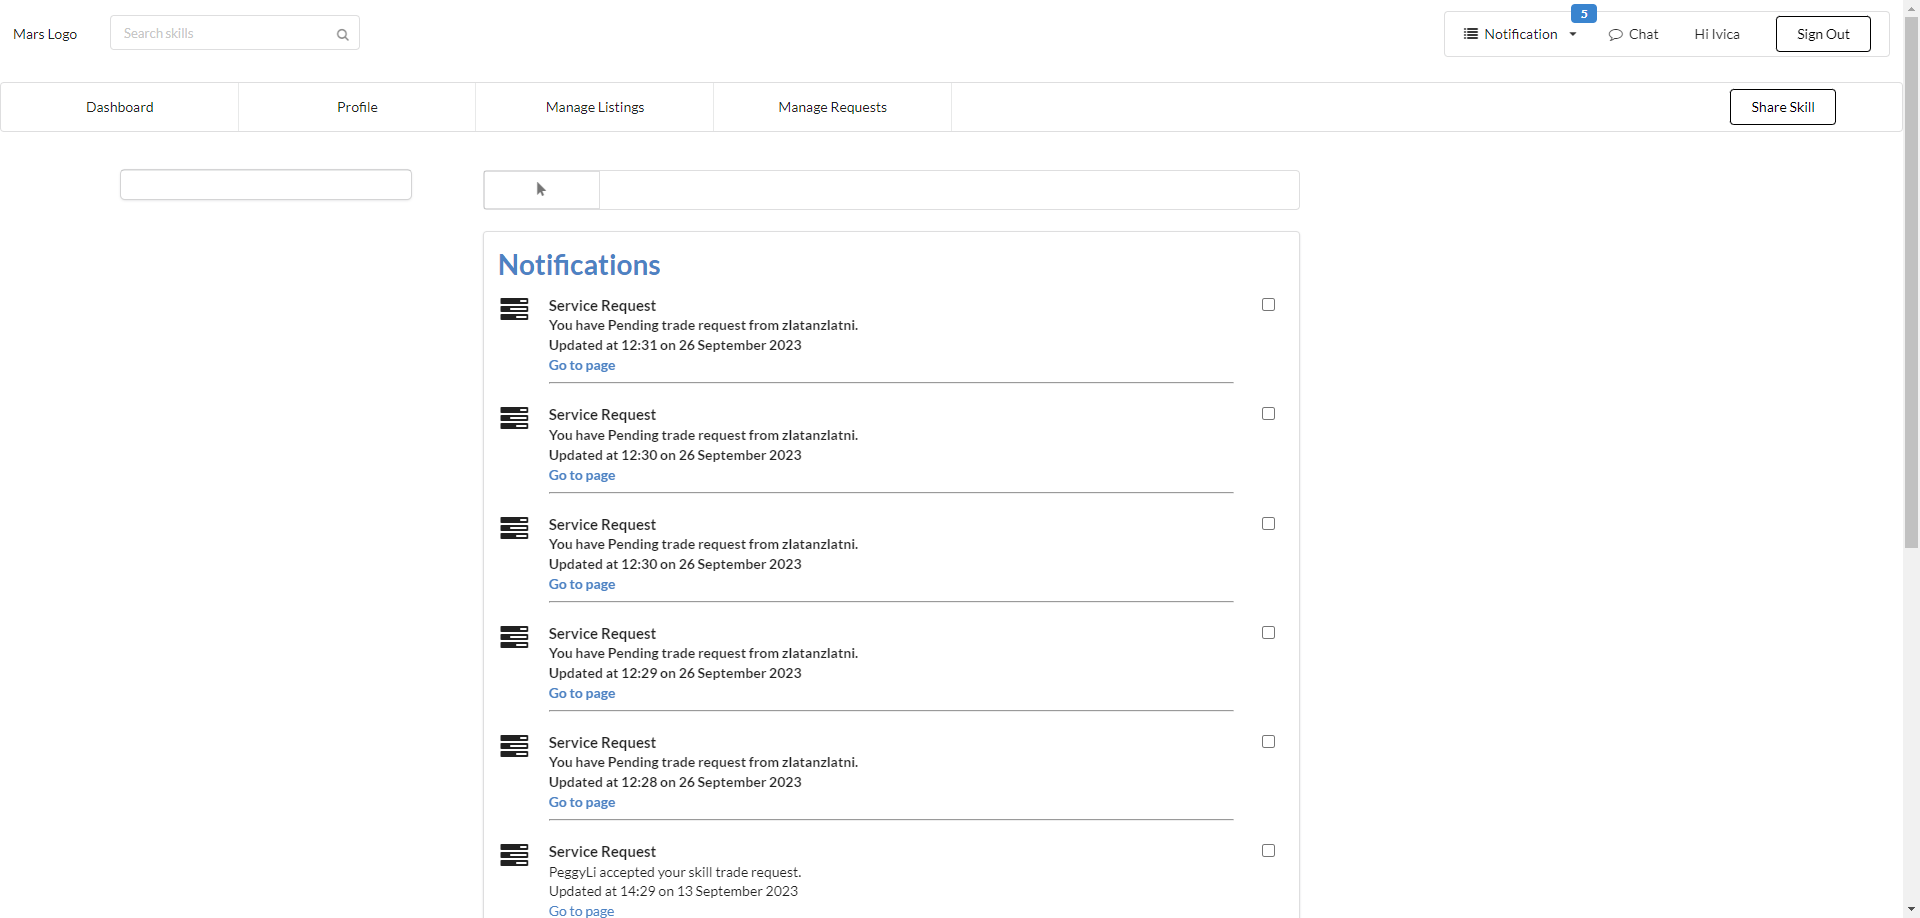 Mars Logo
Search skills
5
Notification
Chat
Hi Ivica
Sign Out
Dashboard
Profile
Manage Listings
Manage Requests
Share Skill
Notifications
Service Request
You have Pending trade request from zlatanzlatni.
Updated at 12:31 on 26 September 2023
Go to page
Service Request
You have Pending trade request from zlatanzlatni.
Updated at 12:30 on 26 September 2023
Go to page
Service Request
You have Pending trade request from zlatanzlatni.
Updated at 12:30 on 26 September 2023
Go to page
Service Request
You have Pending trade request from zlatanzlatni.
Updated at 12:29 on 26 September 2023
Go to page
Service Request
You have Pending trade request from zlatanzlatni.
Updated at 12:28 on 26 September 2023
Go to page
Service Request
PeggyLi accepted your skill trade request.
Updated at 14:29 on 13 September 2023
Go to page